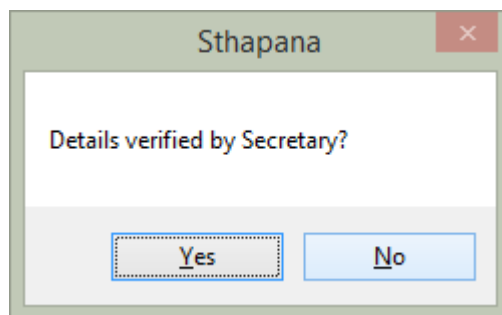 Sthapana
Details verified by Secretary?
Yes
No